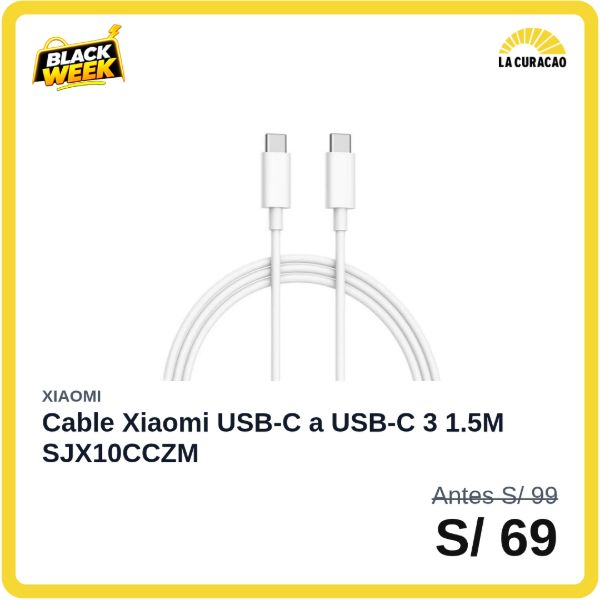 BLACK
WEEK
LA CURACAO
XIAOMI
Cable Xiaomi USB-C a USB-C 3 1.5M
SJX10CCZM
Antes S/ 99
S/ 69